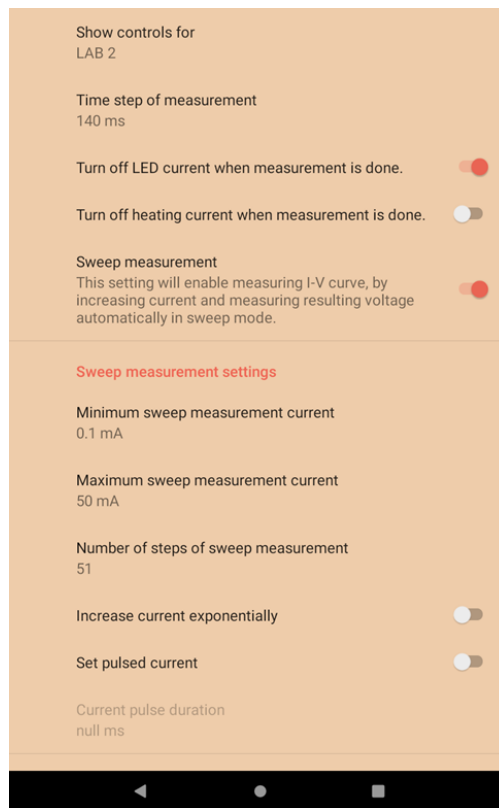 Show controls for
LAB 2
Time step of measurement
140 ms
Turn off LED current when measurement is done.
Turn off heating current when measurement is done.
Sweep measurement
This setting will enable measuring I-V curve, by
increasing current and measuring resulting voltage
automatically in sweep mode.
Sweep measurement settings
Minimum sweep measurement current
0.1 mA
Maximum sweep measurement current
50 mA
Number of steps of sweep measurement
51
Increase current exponentially
Set pulsed current
Current pulse duration
null ms